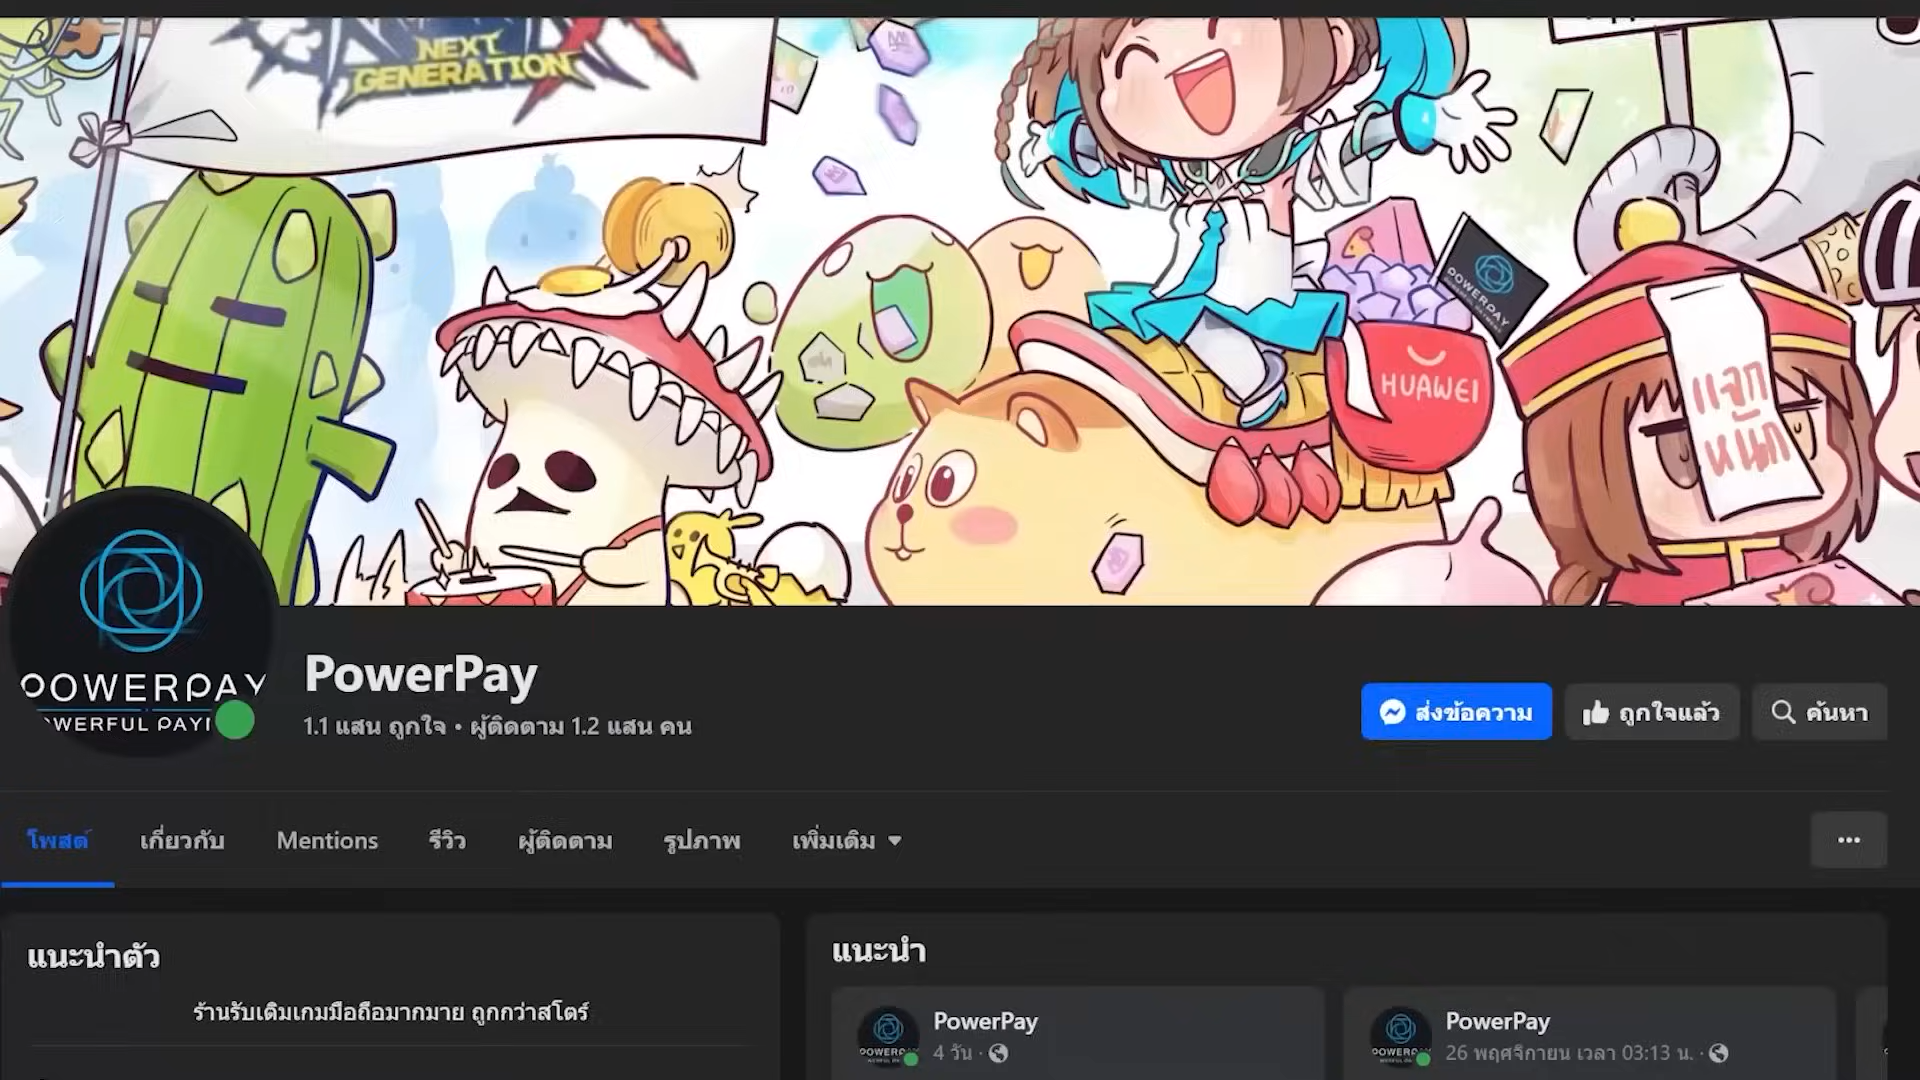 NEXT
GENERATION
POWERPAY
HUAWEI
แจก
หนัก
POWERPAY
PowerPay
1.1 แสน ถูกใจ • ผู้ติดตาม 1.2 แสน คน
ส่งข้อความ
ถูกใจแล้ว
ค้นหา
โพสต์
เกี่ยวกับ
Mentions
รีวิว
ผู้ติดตาม
รูปภาพ
เพิ่มเติม
แนะนำตัว
ร้านรับเติมเกมมือถือมากมาย ถูกกว่าสโตร์
แนะนำ
PowerPay
4 วัน ·
PowerPay
26 พฤศจิกายน เวลา 03:13 น. ·